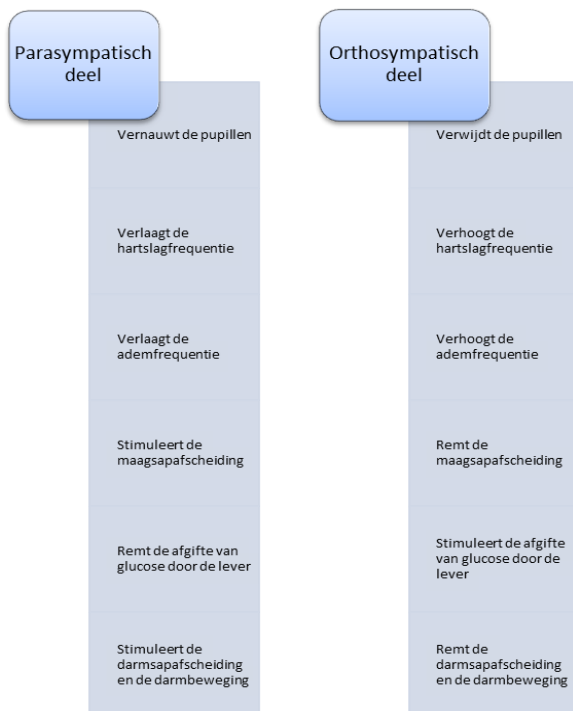 Parasympatisch
deel
Vernauwt de pupillen
Verlaagt de
hartslagfrequentie
Verlaagt de
ademfrequentie
Stimuleert de
maagsapafscheiding
Remt de afgifte van
glucose door de lever
Stimuleert de
darmsapafscheiding
en de darmbeweging
Orthosympatisch
deel
Verwijdt de pupillen
Verhoogt de
hartslagfrequentie
Verhoogt de
ademfrequentie
Remt de
maagsapafscheiding
Stimuleert de afgifte
van glucose door de
lever
Remt de
darmsapafscheiding
en de darmbeweging